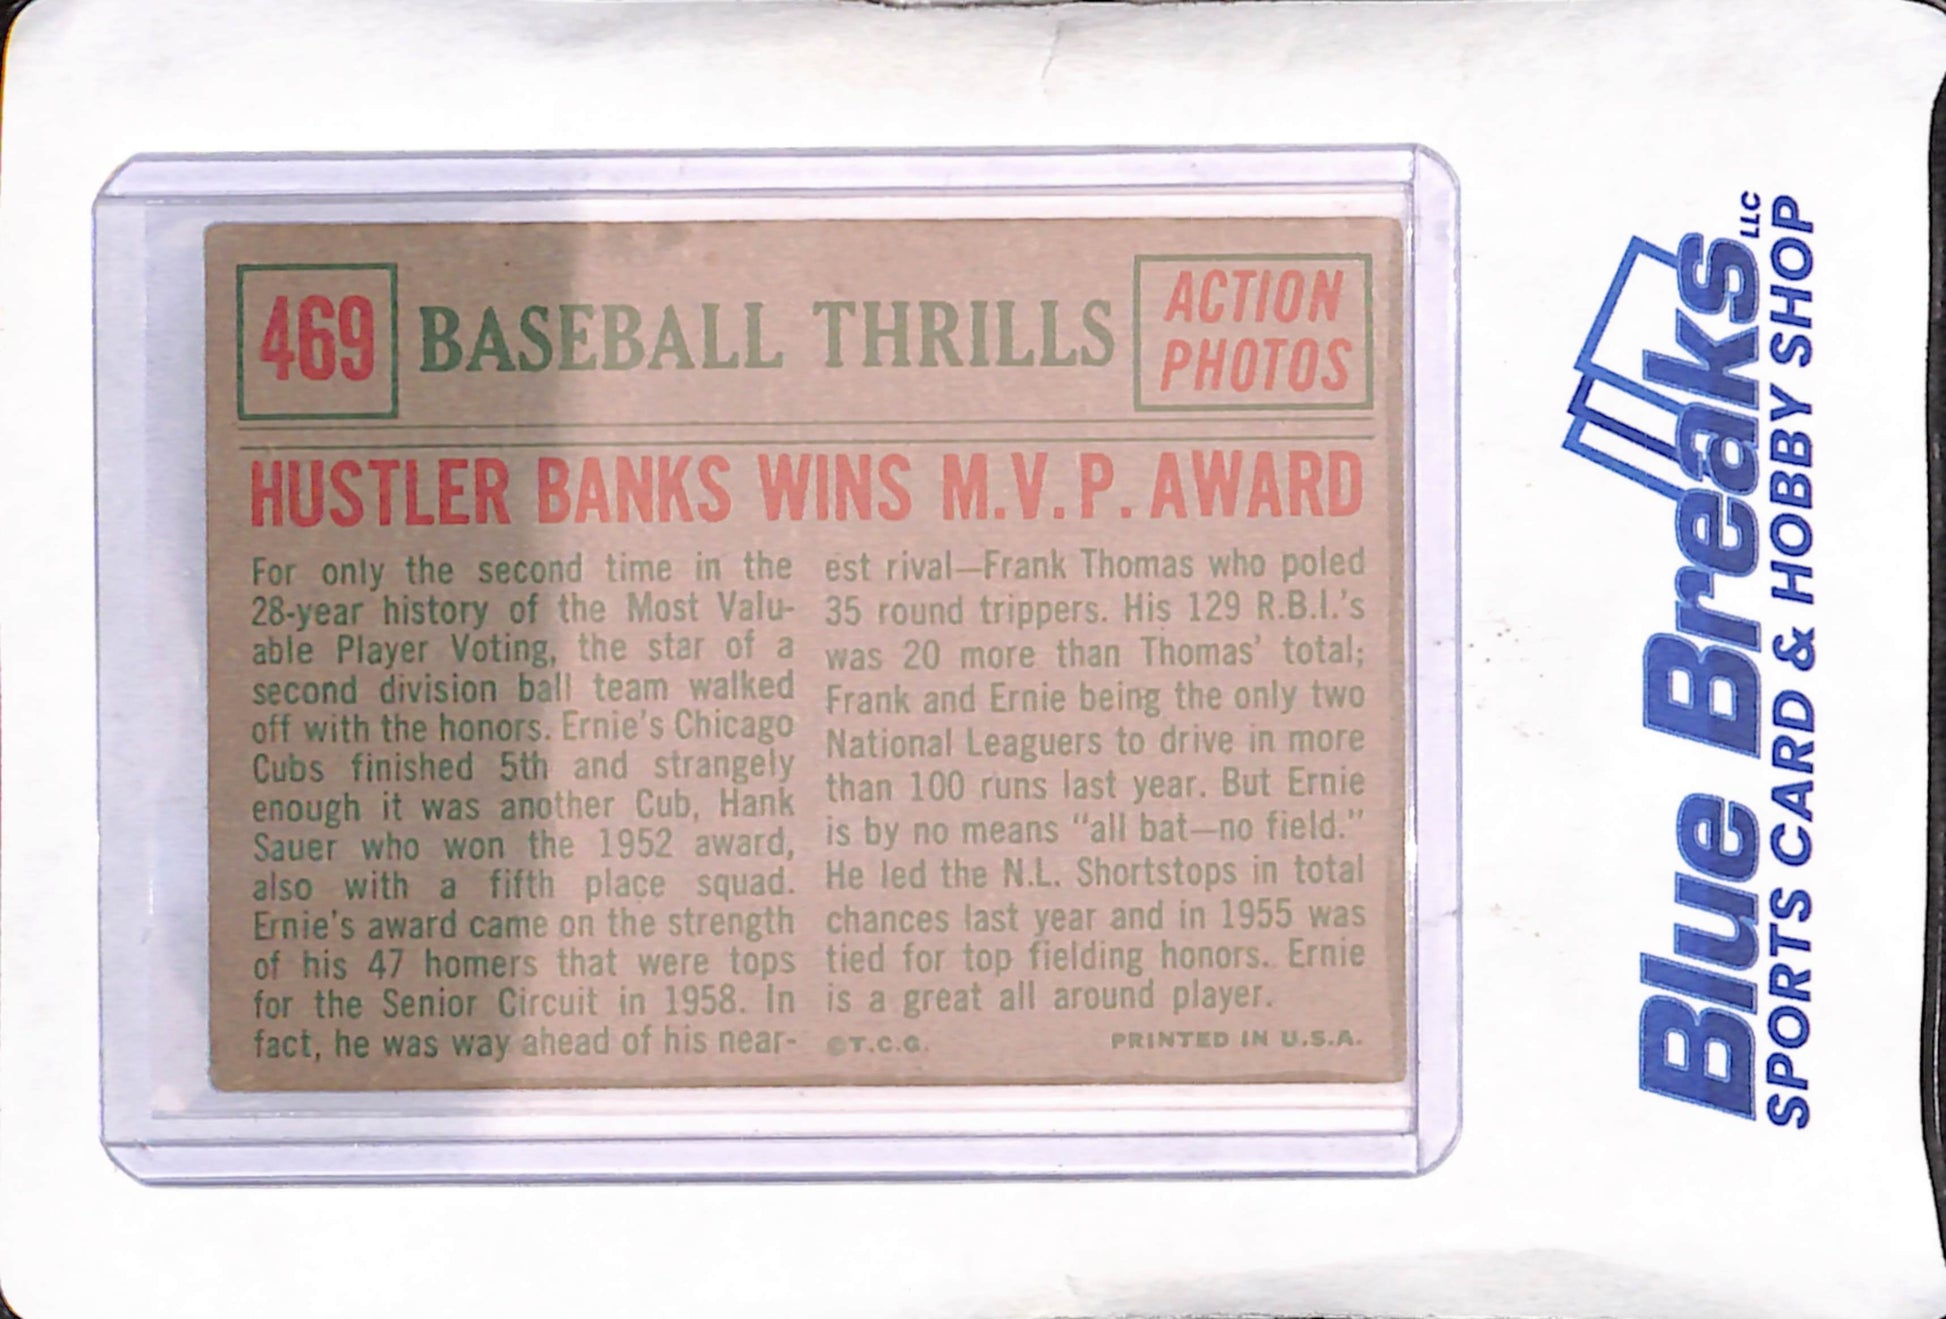 469
BASEBALL THRILLS
ACTION
PHOTOS
HUSTLER BANKS WINS M.V.P. AWARD
For only the second time in the
28-year history of the Most Valu-
able Player Voting, the star of a
second division ball team walked
off with the honors. Ernie's Chicago
Cubs finished 5th and strangely
enough it was another Cub, Hank
Sauer who won the 1952 award,
also with a fifth place squad.
Ernie's award came on the strength
of his 47 homers that were tops
for the Senior Circuit in 1958. In
fact, he was way ahead of his near-
est rival—Frank Thomas who poled
35 round trippers. His 129 R.B.I.'s
was 20 more than Thomas' total;
Frank and Ernie being the only two
National Leaguers to drive in more
than 100 runs last year. But Ernie
is by no means "all bat—no field."
He led the N.L. Shortstops in total
chances last year and in 1955 was
tied for top fielding honors. Ernie
is a great all around player.
©T.C.G. PRINTED IN U.S.A.
Blue Breaks LLC
SPORTS CARD & HOBBY SHOP